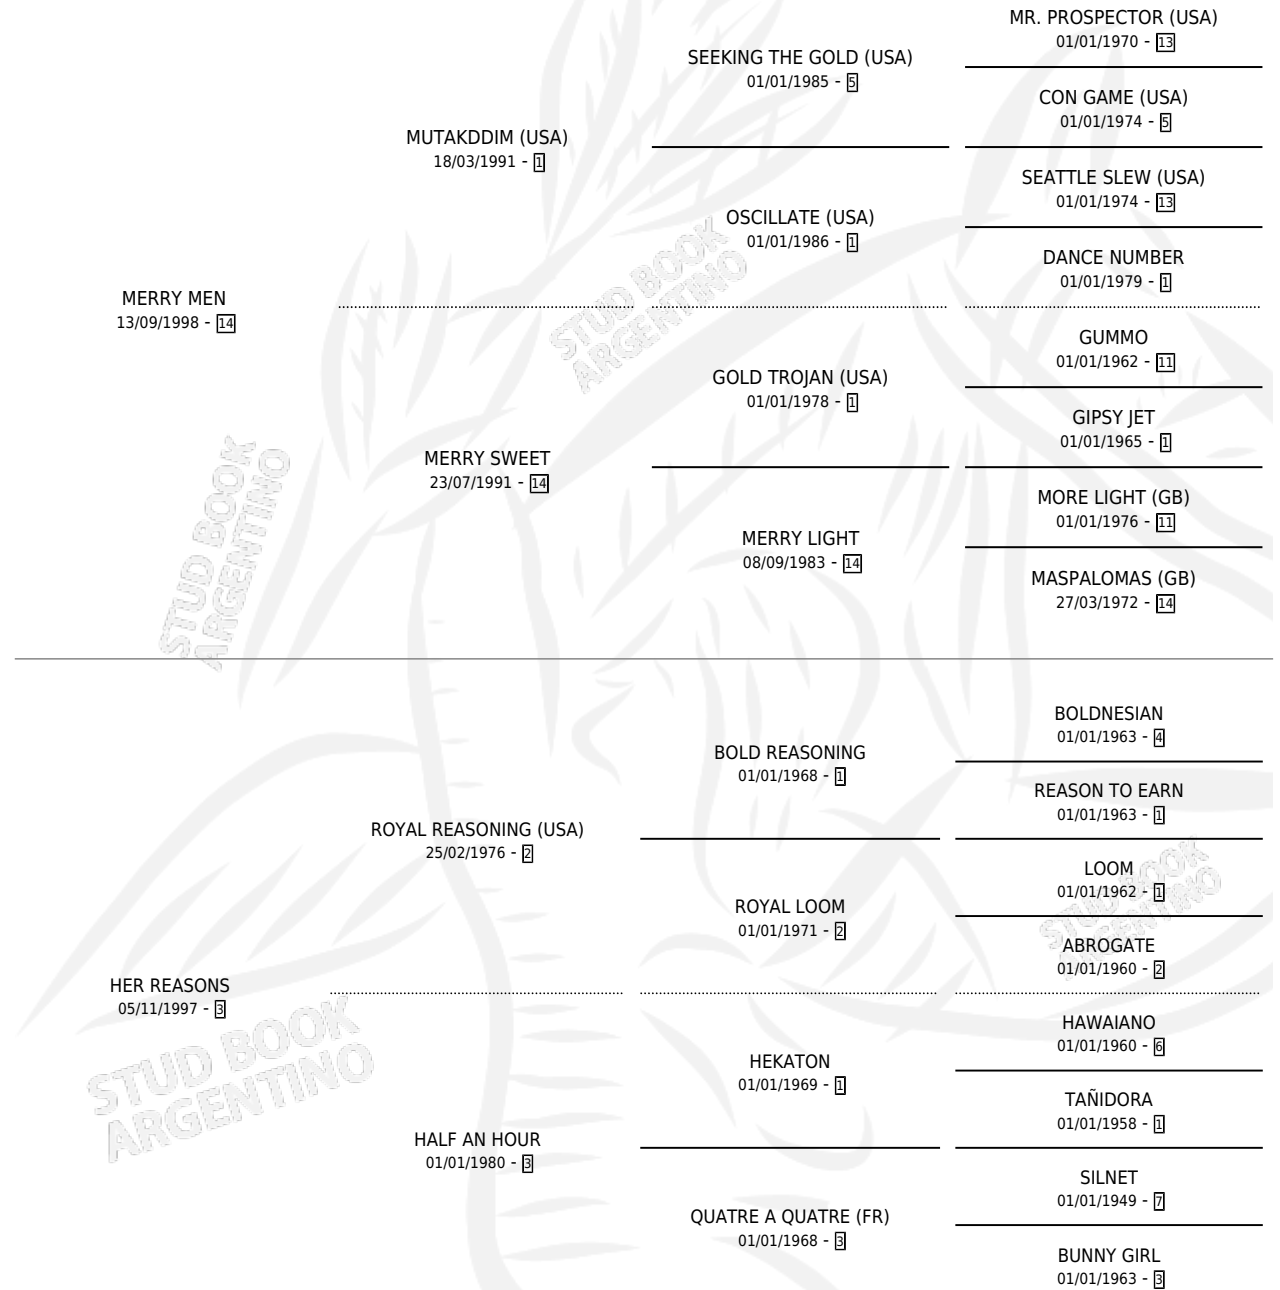 MR. PROSPECTOR (USA)
01/01/1970 - 13
SEEKING THE GOLD (USA)
01/01/1985 - 5
CON GAME (USA)
01/01/1974 - 5
MUTAKDDIM (USA)
18/03/1991 - 1
SEATTLE SLEW (USA)
01/01/1974 - 13
OSCILLATE (USA)
01/01/1986 - 1
DANCE NUMBER
01/01/1979 - 1
MERRY MEN
13/09/1998 - 14
GUMMO
01/01/1962 - 11
GOLD TROJAN (USA)
01/01/1978 - 1
GIPSY JET
01/01/1965 - 1
MERRY SWEET
23/07/1991 - 14
MORE LIGHT (GB)
01/01/1976 - 11
MERRY LIGHT
08/09/1983 - 14
MASPALOMAS (GB)
27/03/1972 - 14
STUD BOOK
ARGENTINO
STUD BOOK
ARGENTINO
BOLDNESIAN
01/01/1963 - 4
BOLD REASONING
01/01/1968 - 1
REASON TO EARN
01/01/1963 - 1
ROYAL REASONING (USA)
25/02/1976 - 2
LOOM
01/01/1962 - 1
ROYAL LOOM
01/01/1971 - 2
ABROGATE
01/01/1960 - 2
STUD BOOK
ARGENTINO
HER REASONS
05/11/1997 - 3
HAWAIANO
01/01/1960 - 6
HEKATON
01/01/1969 - 1
TAÑIDORA
01/01/1958 - 1
STUD BOOK
ARGENTINO
HALF AN HOUR
01/01/1980 - 3
SILNET
01/01/1949 - 7
QUATRE A QUATRE (FR)
01/01/1968 - 3
BUNNY GIRL
01/01/1963 - 3